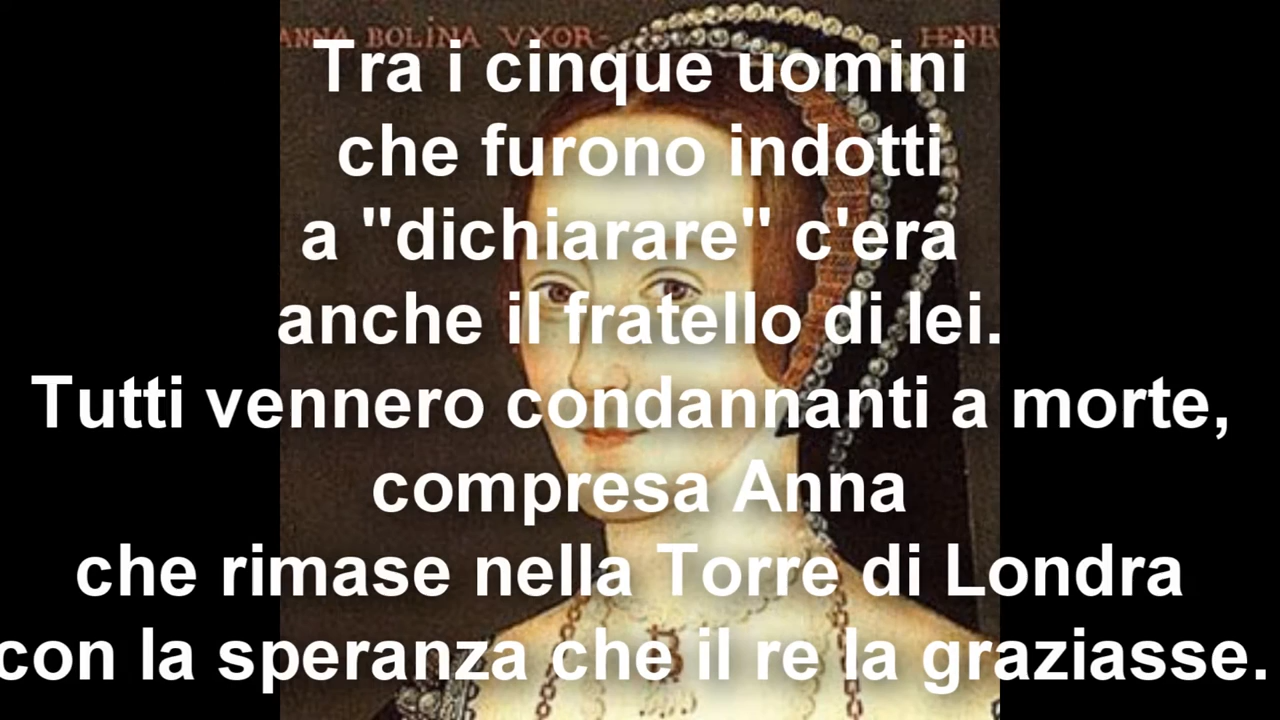 ANNA BOLINA VXOR- HENR
Tra i cinque uomini
che furono indotti
a "dichiarare" c'era
anche il fratello di lei.
Tutti vennero condannanti a morte,
compresa Anna
che rimase nella Torre di Londra
con la speranza che il re la graziasse.